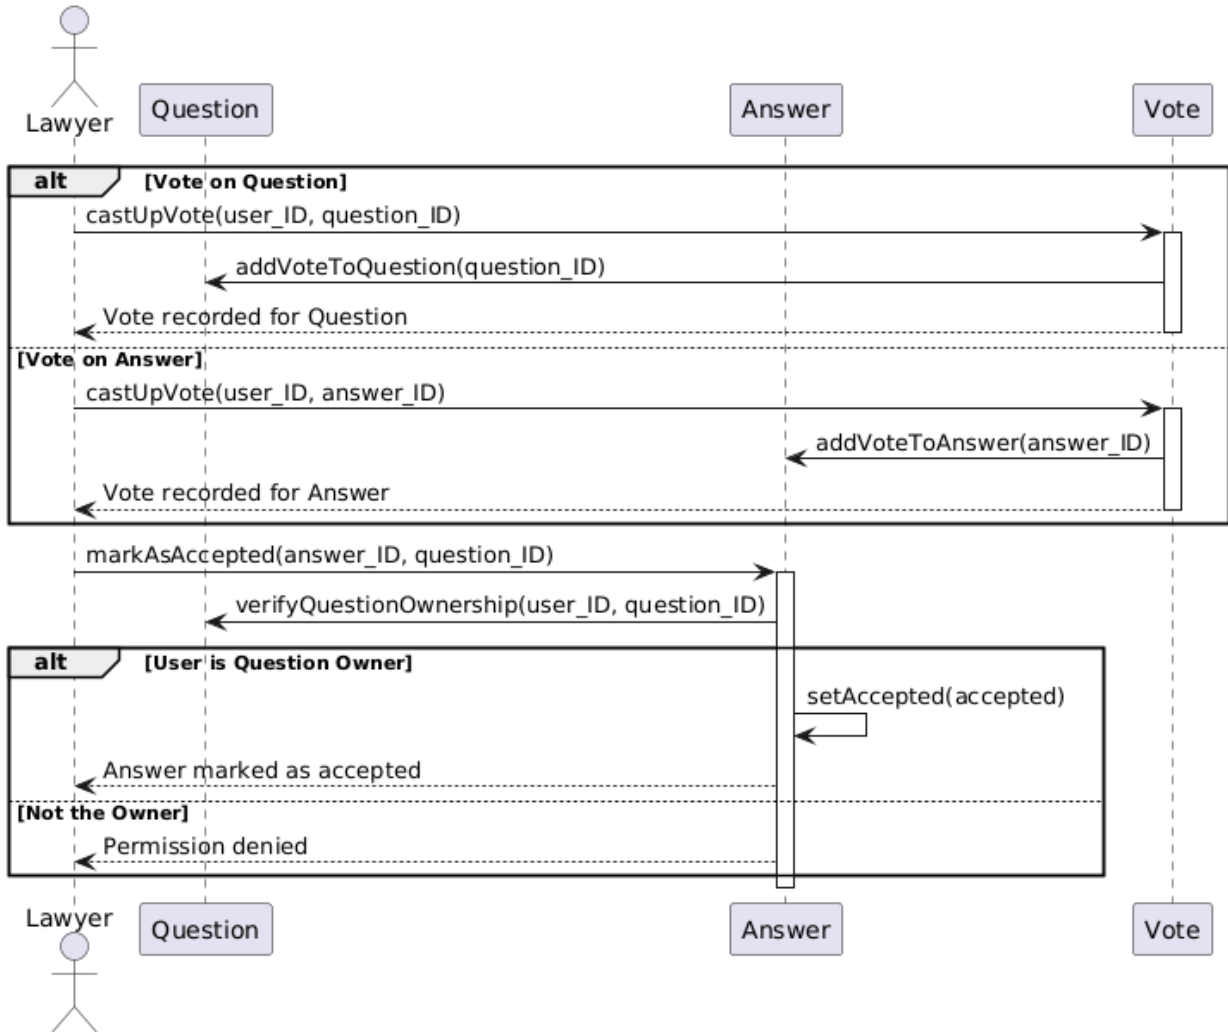 Lawyer
Question
Answer
Vote
alt
[Vote on Question]
castUpVote(user_ID, question_ID)
addVoteToQuestion(question_ID)
Vote recorded for Question
[Vote on Answer]
castUpVote(user_ID, answer_ID)
addVoteToAnswer(answer_ID)
Vote recorded for Answer
markAsAccepted(answer_ID, question_ID)
verifyQuestionOwnership(user_ID, question_ID)
alt
[User is Question Owner]
setAccepted(accepted)
Answer marked as accepted
[Not the Owner]
Permission denied
Lawyer
Question
Answer
Vote